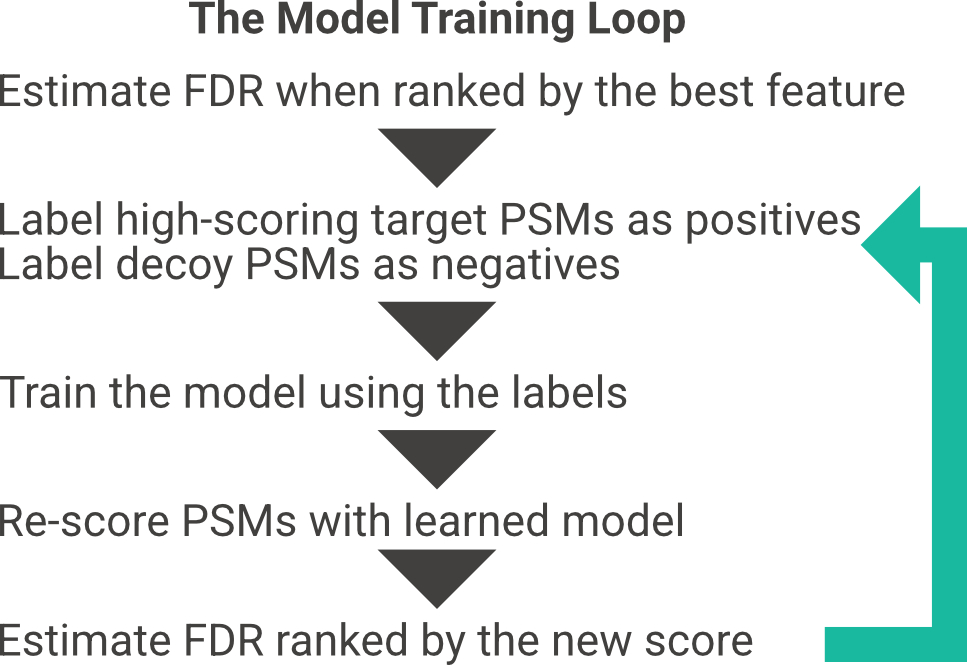 The Model Training Loop
Estimate FDR when ranked by the best feature
Label high-scoring target PSMs as positives
Label decoy PSMs as negatives
Train the model using the labels
Re-score PSMs with learned model
Estimate FDR ranked by the new score